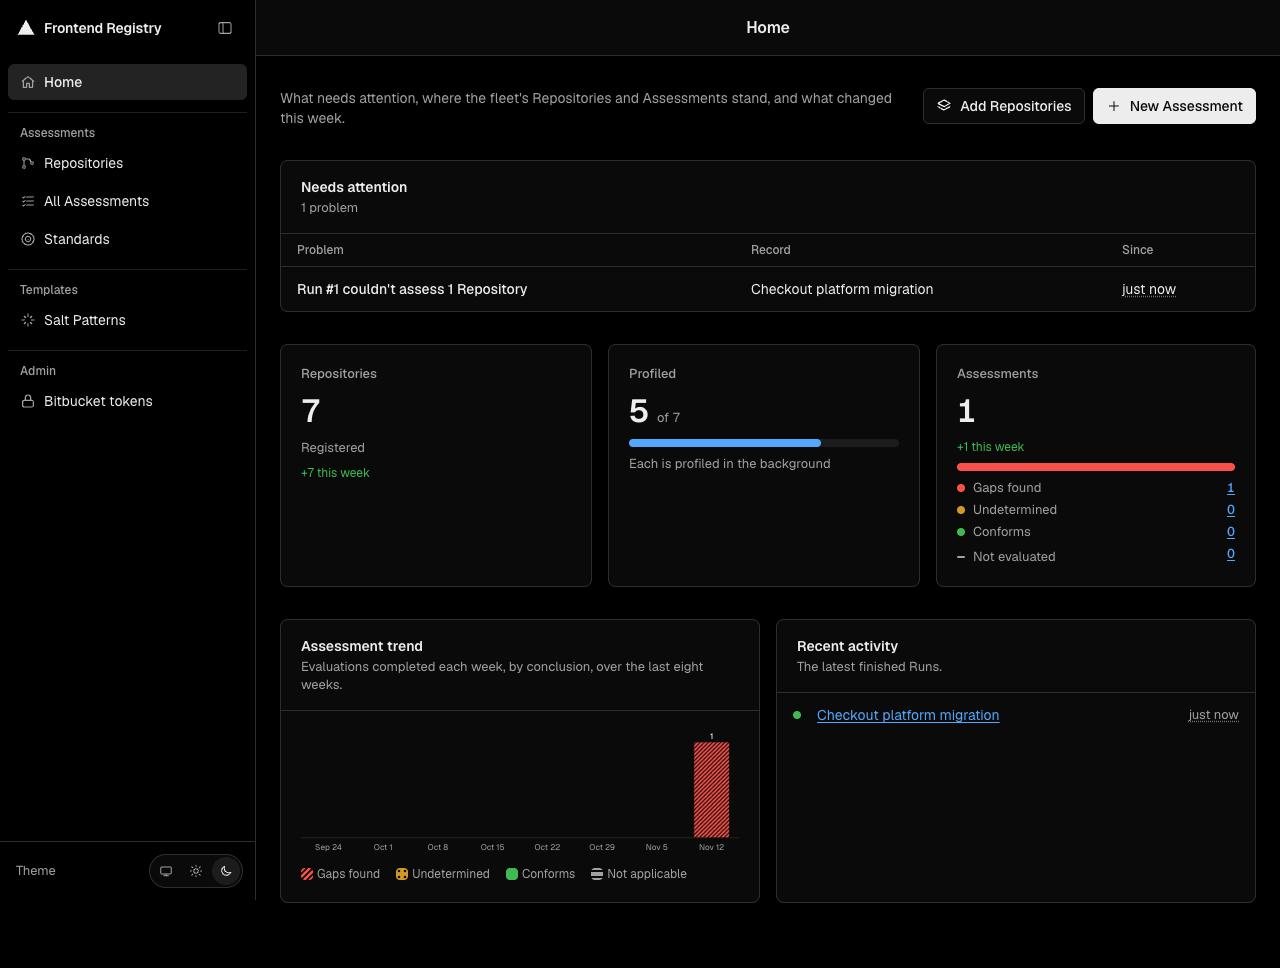 Frontend Registry
Home
Home
Assessments
Repositories
All Assessments
Standards
Templates
Salt Patterns
Admin
Bitbucket tokens
Theme
What needs attention, where the fleet's Repositories and Assessments stand, and what changed
this week.
Add Repositories
New Assessment
Needs attention
1 problem
Problem Record Since
Run #1 couldn't assess 1 Repository Checkout platform migration just now
Repositories
7
Registered
+7 this week
Profiled
5 of 7
Each is profiled in the background
Assessments
1
+1 this week
Gaps found 1
Undetermined 0
Conforms 0
Not evaluated 0
Assessment trend
Evaluations completed each week, by conclusion, over the last eight
weeks.
1
Sep 24 Oct 1 Oct 8 Oct 15 Oct 22 Oct 29 Nov 5 Nov 12
Gaps found Undetermined Conforms Not applicable
Recent activity
The latest finished Runs.
Checkout platform migration just now